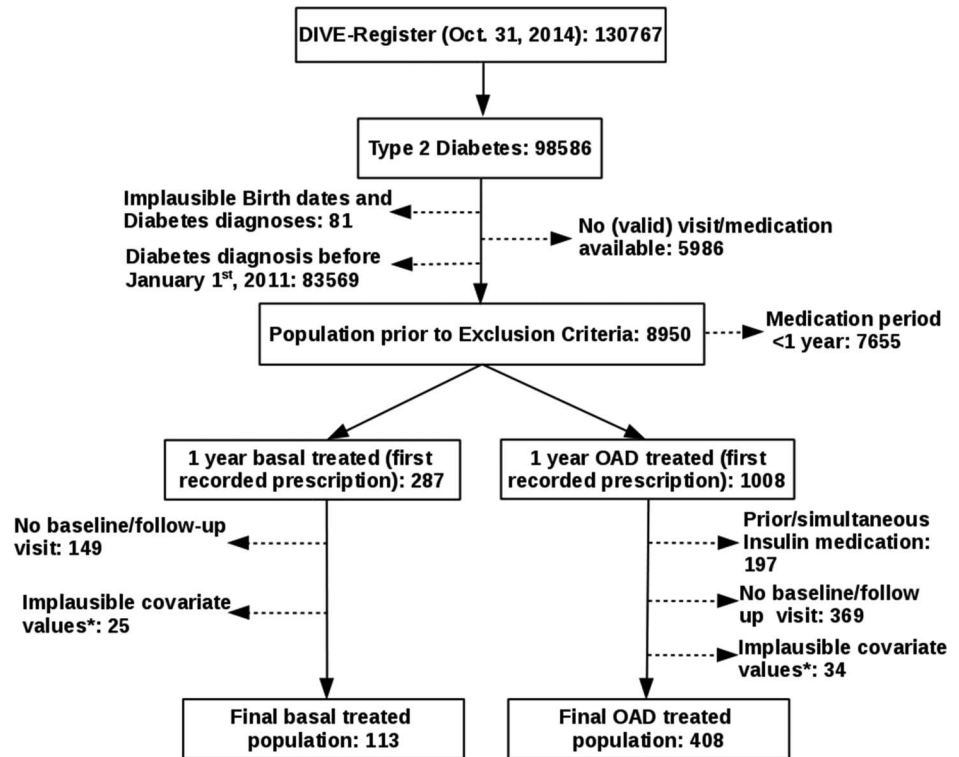 DIVE-Register (Oct. 31, 2014): 130767
Type 2 Diabetes: 98586
Implausible Birth dates and
Diabetes diagnoses: 81
No (valid) visit/medication
available: 5986
Diabetes diagnosis before
January 1st, 2011: 83569
Population prior to Exclusion Criteria: 8950
Medication period
<1 year: 7655
1 year basal treated (first
recorded prescription): 287
1 year OAD treated (first
recorded prescription): 1008
No baseline/follow-up
visit: 149
Implausible covariate
values*: 25
Prior/simultaneous
Insulin medication:
197
No baseline/follow
up visit: 369
Implausible covariate
values*: 34
Final basal treated
population: 113
Final OAD treated
population: 408